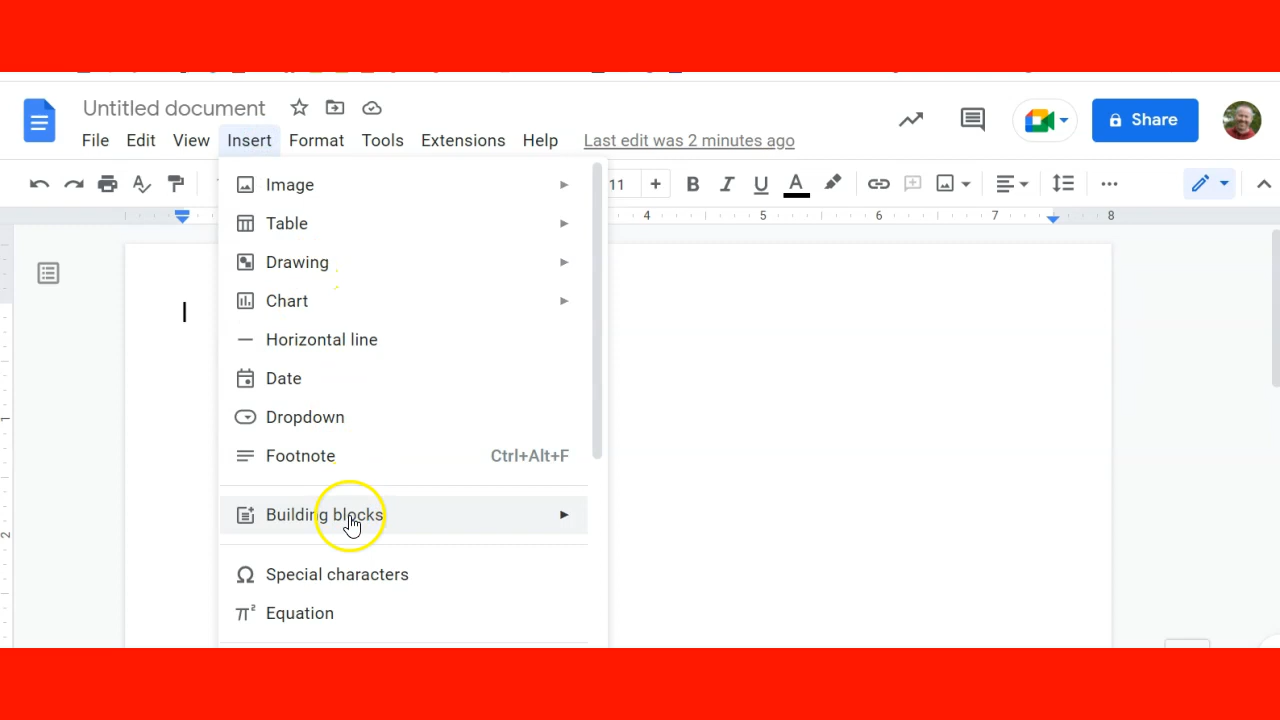 Untitled document
File Edit View Insert Format Tools Extensions Help Last edit was 2 minutes ago
Share
11 B I U A
4 5 6 7 8
Image
Table
Drawing
Chart
Horizontal line
Date
Dropdown
Footnote Ctrl+Alt+F
Building blocks
Special characters
Equation
1
2